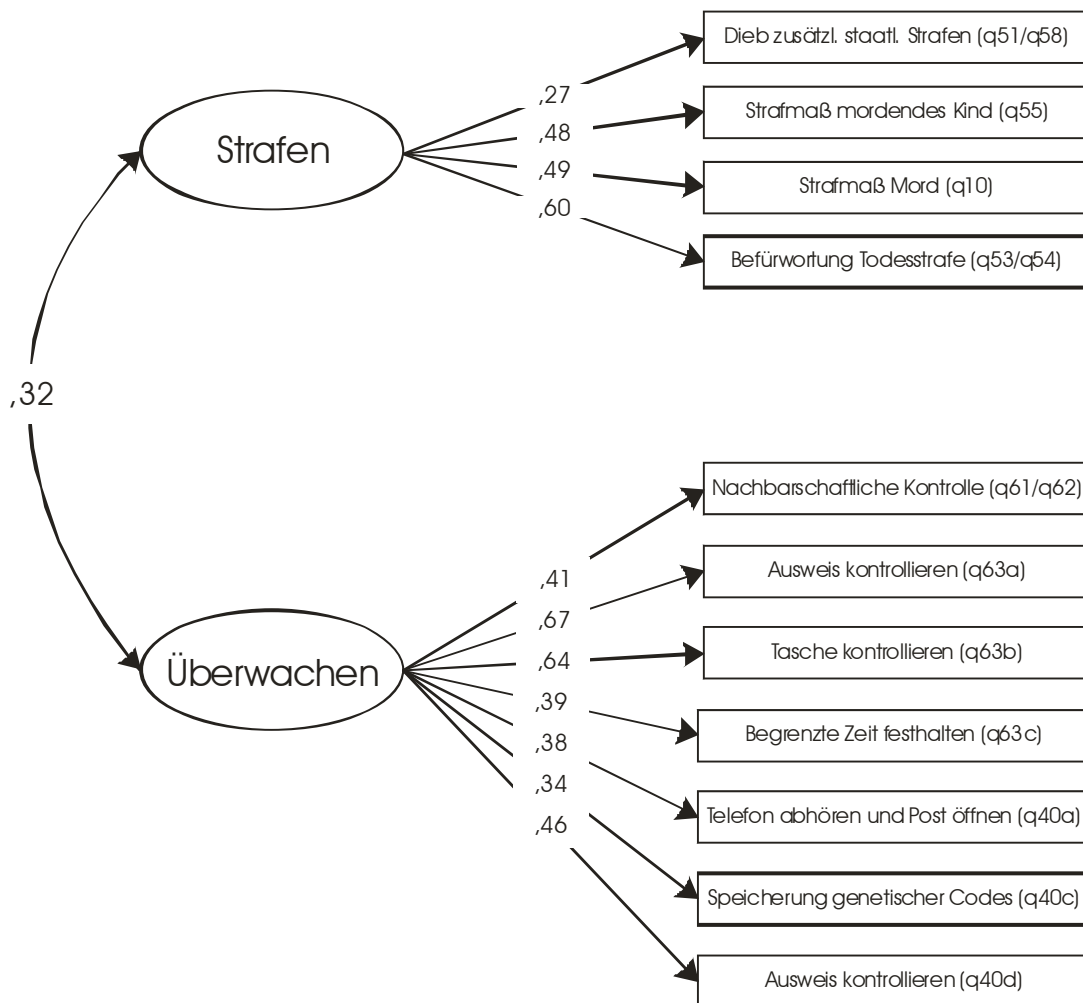 Dieb zusätzl. staatl. Strafen (q51/q58)
,27
Strafmaß mordendes Kind (q55)
,48
Strafen
,49
Strafmaß Mord (q10)
,60
Befürwortung Todesstrafe (q53/q54)
,32
Nachbarschaftliche Kontrolle (q61/q62)
,41
Ausweis kontrollieren (q63a)
,67
,64
Tasche kontrollieren (q63b)
Überwachen
,39
Begrenzte Zeit festhalten (q63c)
,38
,34
Telefon abhören und Post öffnen (q40a)
,46
Speicherung genetischer Codes (q40c)
Ausweis kontrollieren (q40d)